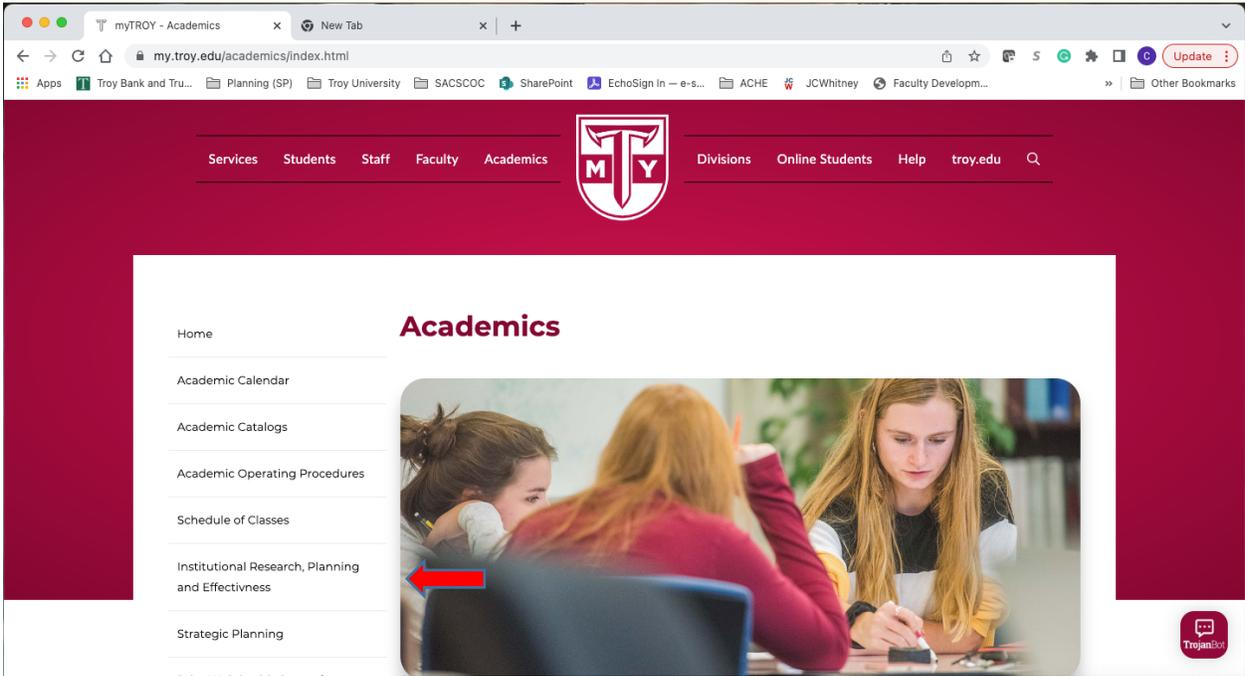 myTROY - Academics
New Tab
my.troy.edu/academics/index.html
S
C
Update
Apps
Troy Bank and Tru...
Planning (SP)
Troy University
SACSCOC
SharePoint
EchoSign In — e-s...
ACHE
JCWhitney
Faculty Developm...
»
Other Bookmarks
Services
Students
Staff
Faculty
Academics
M T Y
Divisions
Online Students
Help
troy.edu
Home
Academic Calendar
Academic Catalogs
Academic Operating Procedures
Schedule of Classes
Institutional Research, Planning
and Effectivness
Strategic Planning
Academics
TrojanBot